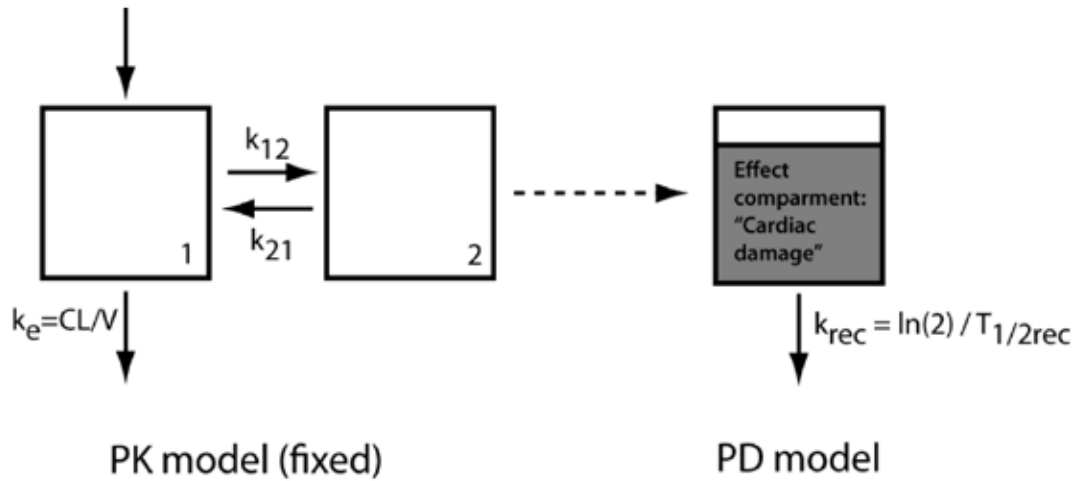 k12
k21
1
2
Effect
comparment:
“Cardiac
damage”
ke=CL/V
krec = ln(2) / T1/2rec
PK model (fixed)
PD model